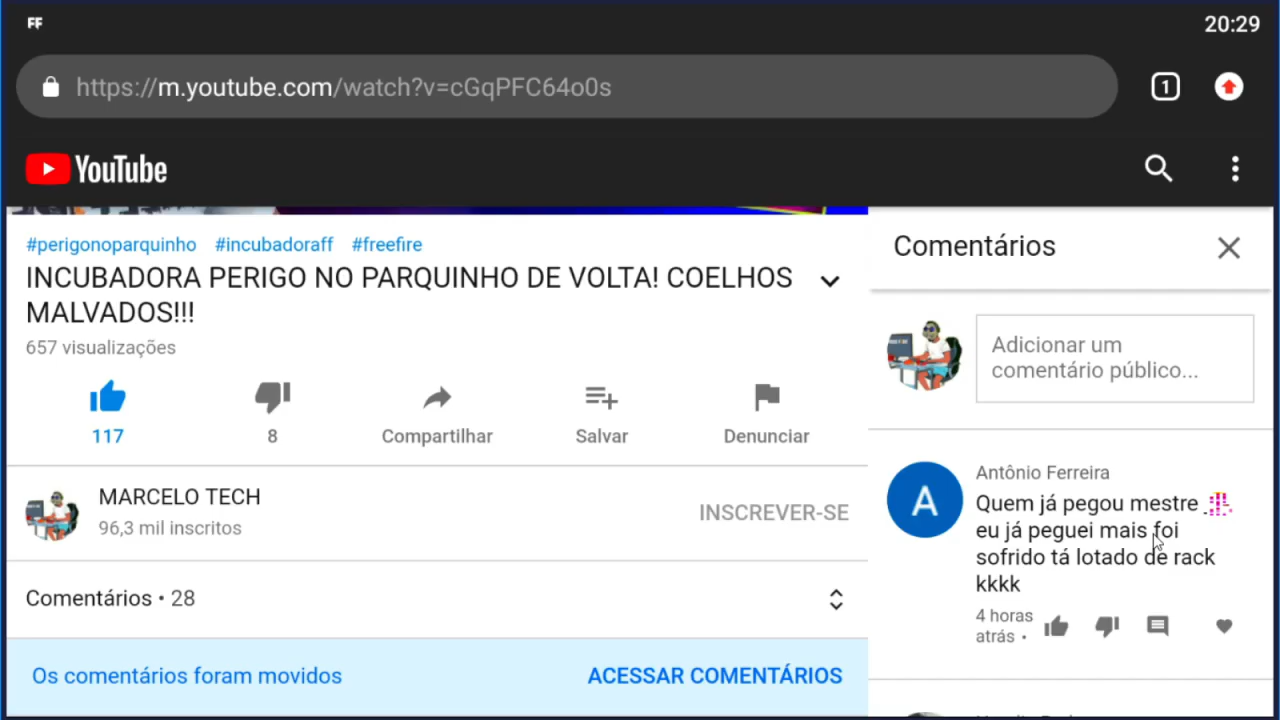 FF
20:29
https://m.youtube.com/watch?v=cGqPFC64o0s
1
YouTube
#perigonoparquinho #incubadoraff #freefire
INCUBADORA PERIGO NO PARQUINHO DE VOLTA! COELHOS
MALVADOS!!!
657 visualizações
117
8
Compartilhar
Salvar
Denunciar
MARCELO TECH
96,3 mil inscritos
INSCREVER-SE
Comentários • 28
Os comentários foram movidos
ACESSAR COMENTÁRIOS
Comentários
Adicionar um
comentário público...
A
Antônio Ferreira
Quem já pegou mestre
eu já peguei mais foi
sofrido tá lotado de rack
kkkk
4 horas
atrás •